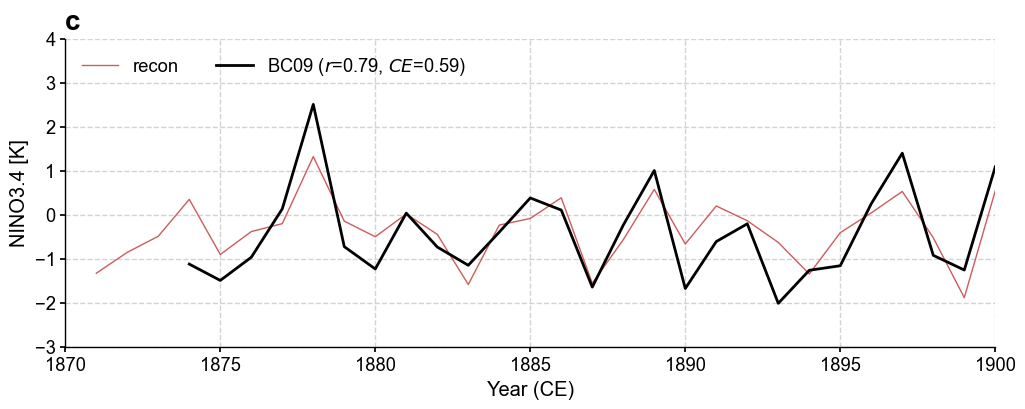 c
recon
BC09 (r=0.79, CE=0.59)
NINO3.4 [K]
4
3
2
1
0
−1
−2
−3
1870 1875 1880 1885 1890 1895 1900
Year (CE)